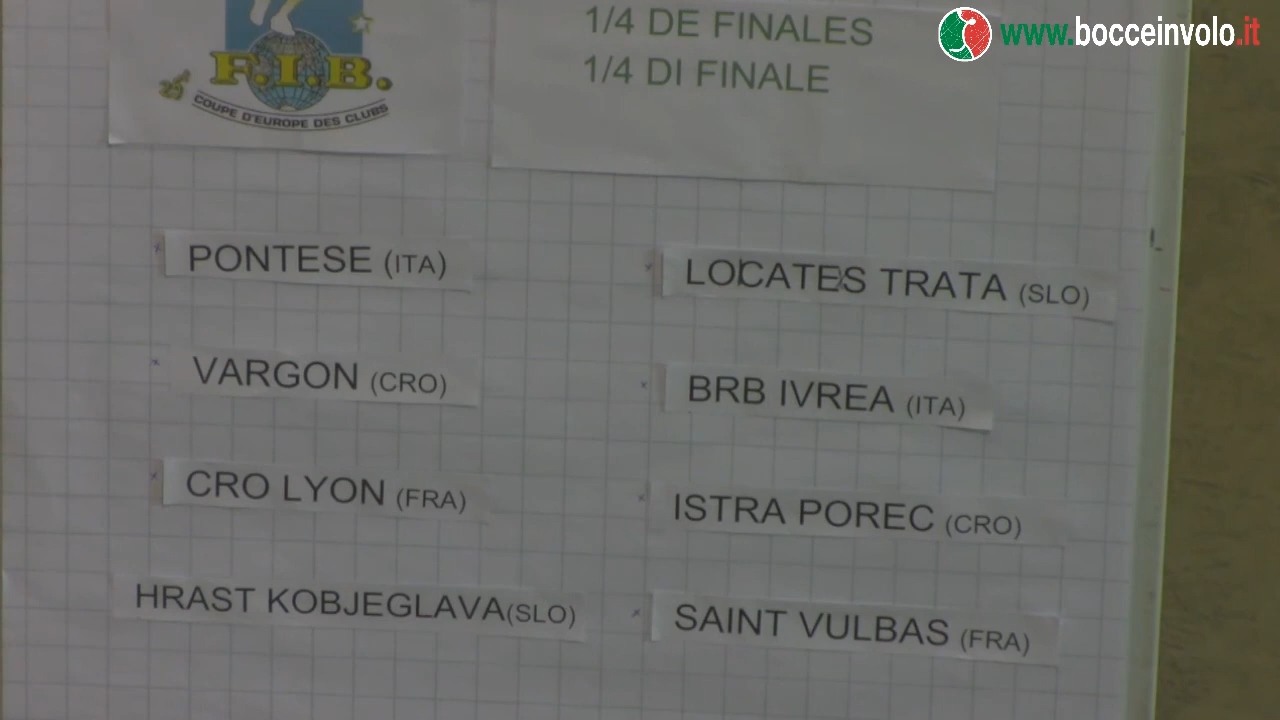 www.bocceinvolo.it
F.I.B.
COUPE D'EUROPE DES CLUBS
1/4 DE FINALES
1/4 DI FINALE
PONTESE (ITA)
LOCATES TRATA (SLO)
VARGON (CRO)
BRB IVREA (ITA)
CRO LYON (FRA)
ISTRA POREC (CRO)
HRAST KOBJEGLAVA(SLO)
SAINT VULBAS (FRA)